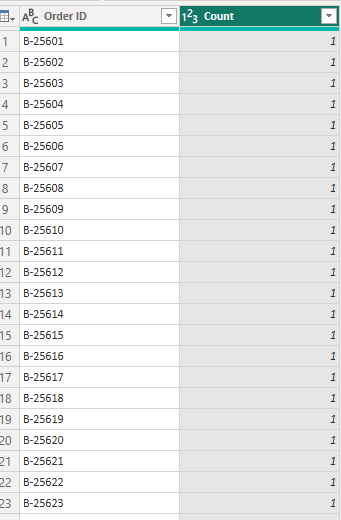 ABC Order ID 123 Count
1 B-25601 1
2 B-25602 1
3 B-25603 1
4 B-25604 1
5 B-25605 1
6 B-25606 1
7 B-25607 1
8 B-25608 1
9 B-25609 1
10 B-25610 1
11 B-25611 1
12 B-25612 1
13 B-25613 1
14 B-25614 1
15 B-25615 1
16 B-25616 1
17 B-25617 1
18 B-25618 1
19 B-25619 1
20 B-25620 1
21 B-25621 1
22 B-25622 1
23 B-25623 1